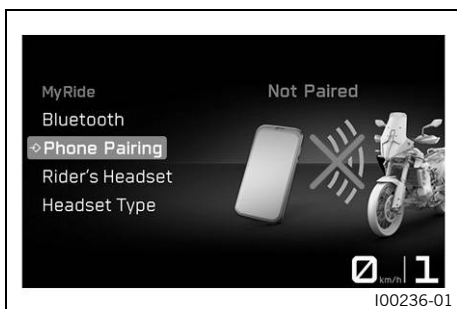 MyRide
Not Paired
Bluetooth
Phone Pairing
Rider's Headset
Headset Type
0 km/h 1
I00236-01